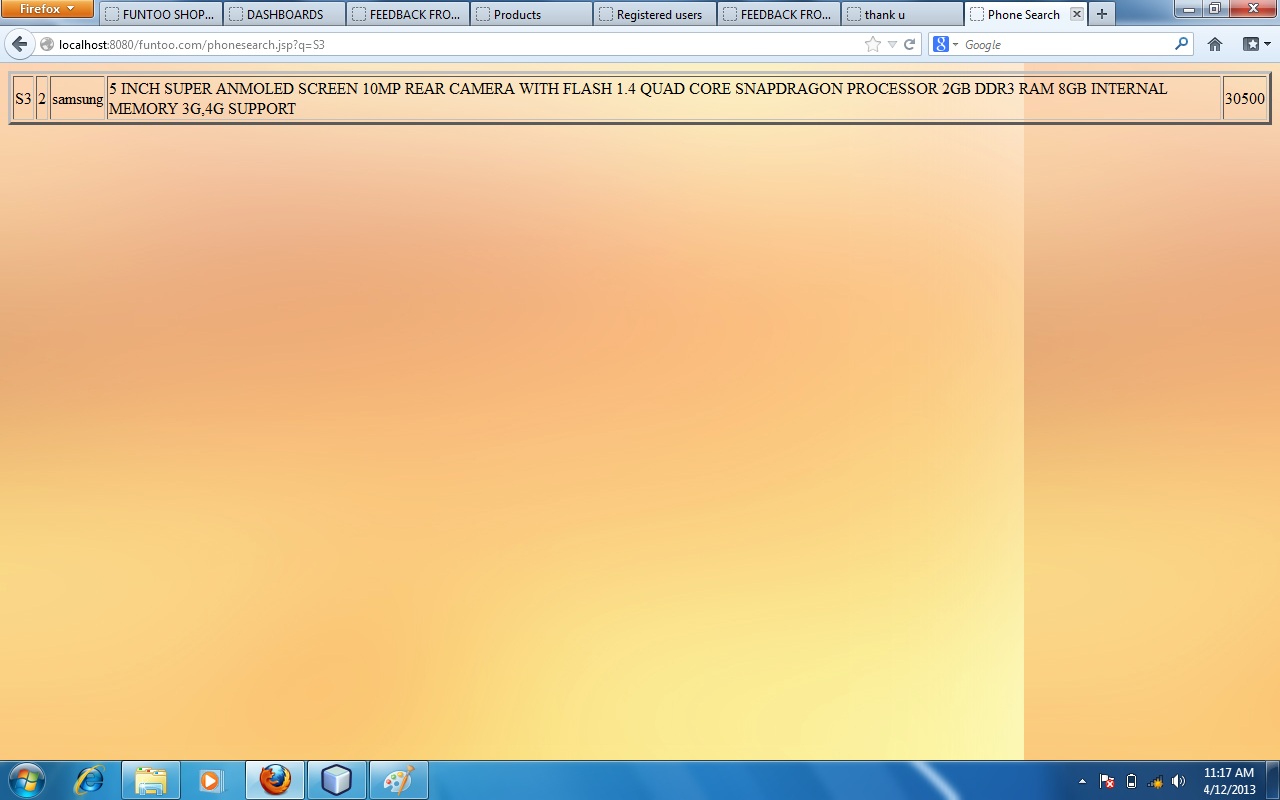 Firefox
FUNTOO SHOP...
DASHBOARDS
FEEDBACK FRO...
Products
Registered users
FEEDBACK FRO...
thank u
Phone Search
localhost:8080/funtoo.com/phonesearch.jsp?q=S3
Google
S3
2
samsung
5 INCH SUPER ANMOLED SCREEN 10MP REAR CAMERA WITH FLASH 1.4 QUAD CORE SNAPDRAGON PROCESSOR 2GB DDR3 RAM 8GB INTERNAL
MEMORY 3G,4G SUPPORT
30500
11:17 AM
4/12/2013